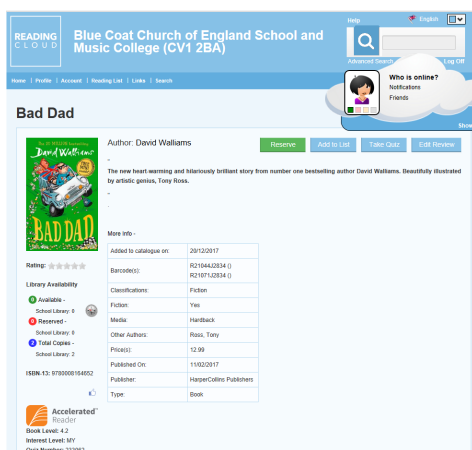 READING
CLOUD
Blue Coat Church of England School and
Music College (CV1 2BA)
Help
English
Advanced Search
Log Off
Home | Profile | Account | Reading List | Links | Search
Who is online?
Notifications
Friends
Show
Bad Dad
David Walliams
BAD DAD
Author: David Walliams
Reserve
Add to List
Take Quiz
Edit Review
The new heart-warming and hilariously brilliant story from number one bestselling author David Walliams. Beautifully illustrated
by artistic genius, Tony Ross.
More info -
Added to catalogue on: 20/12/2017
Barcode(s): R21044J2834 ()
R21071J2834 ()
Classifications: Fiction
Fiction: Yes
Media: Hardback
Other Authors: Ross, Tony
Price(s): 12.99
Published On: 11/02/2017
Publisher: HarperCollins Publishers
Type: Book
Rating:
Library Availability
0 Available -
School Library: 0
0 Reserved -
School Library: 0
2 Total Copies -
School Library: 2
ISBN-13: 9780008164652
Accelerated
Reader
Book Level: 4.2
Interest Level: MY